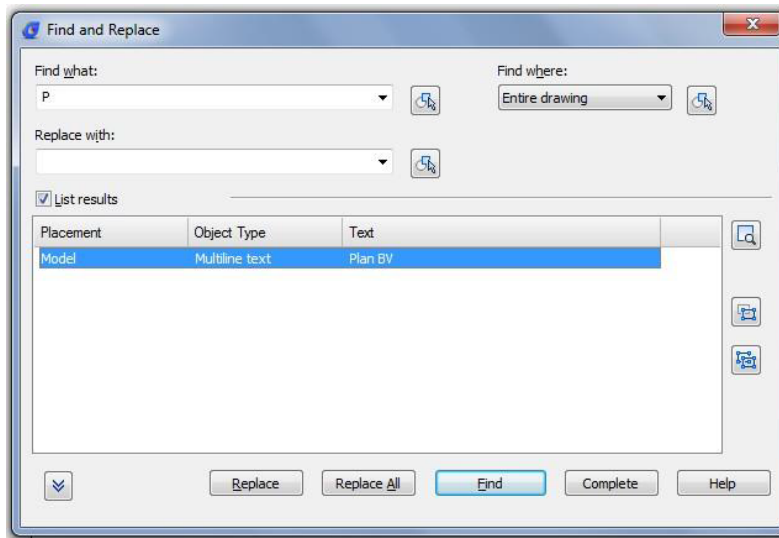 Find and Replace
Find what:
Find where:
P
Entire drawing
Replace with:
List results
Placement Object Type Text
Model Multiline text Plan BV
Replace Replace All Find Complete Help